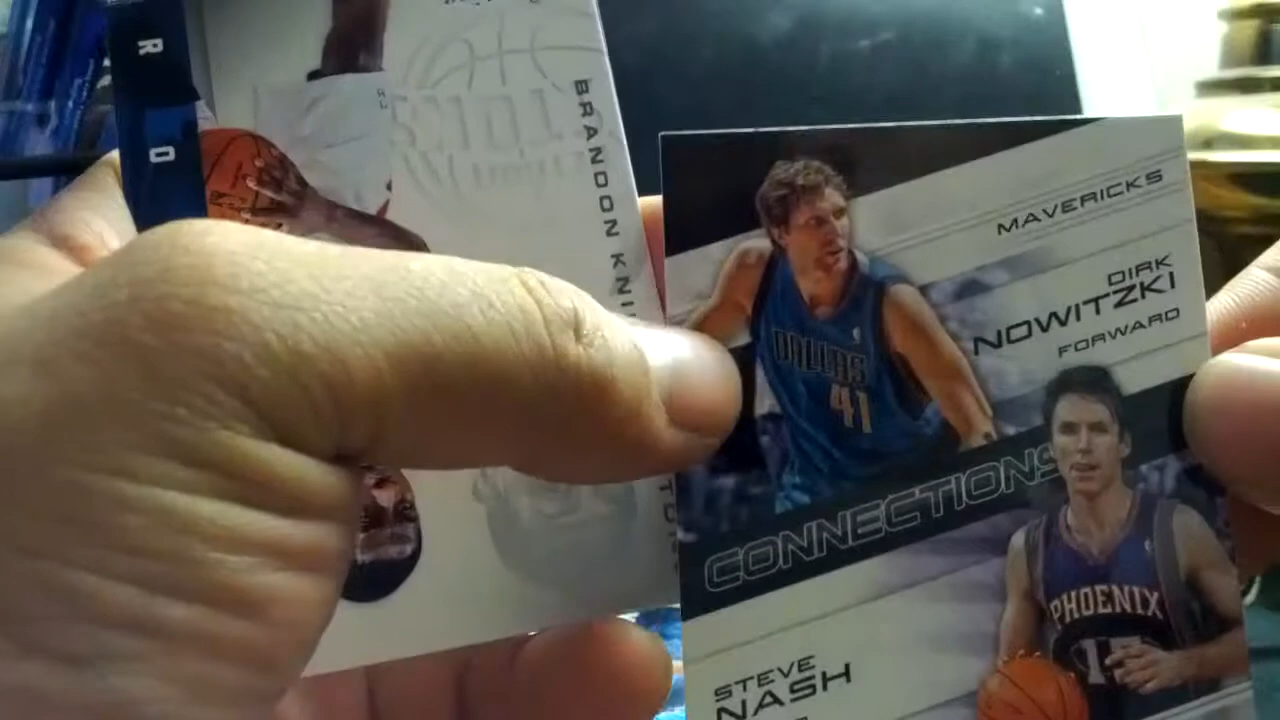 R
D
BRANDON KNI
MAVERICKS
DIRK
NOWITZKI
FORWARD
DALLAS
41
CONNECTIONS
PHOENIX
STEVE
NASH